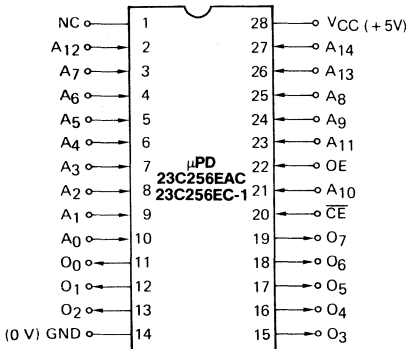 NC 1 28 VCC (+5V)
A12 2 27 A14
A7 3 26 A13
A6 4 25 A8
A5 5 24 A9
A4 6 23 A11
A3 7 μPD 22 OE
A2 8 23C256EAC 21 A10
A1 9 23C256EC-1 20 C̅E̅
A0 10 19 O7
O0 11 18 O6
O1 12 17 O5
O2 13 16 O4
(0 V) GND 14 15 O3